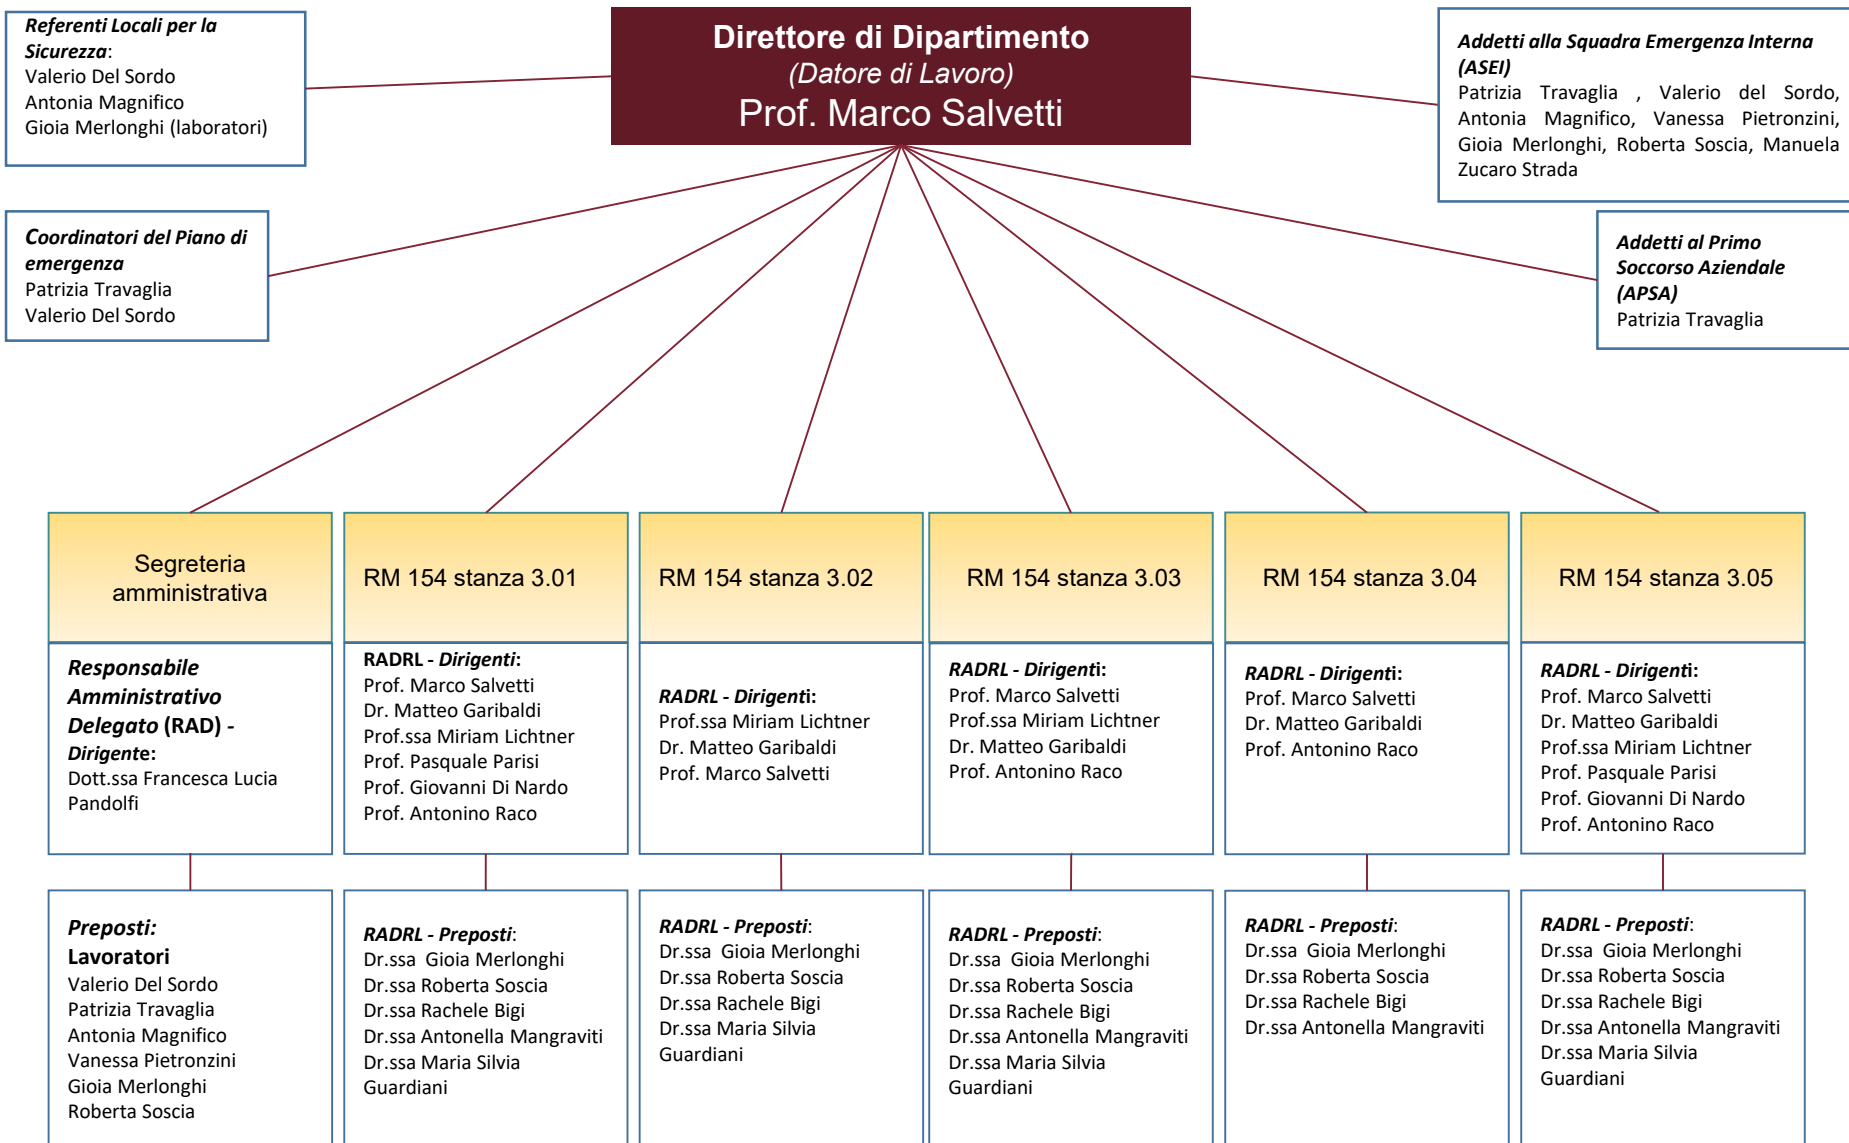 Referenti Locali per la
Sicurezza:
Valerio Del Sordo
Antonia Magnifico
Gioia Merlonghi (laboratori)
Direttore di Dipartimento
(Datore di Lavoro)
Prof. Marco Salvetti
Addetti alla Squadra Emergenza Interna
(ASEI)
Patrizia Travaglia , Valerio del Sordo,
Antonia Magnifico, Vanessa Pietronzini,
Gioia Merlonghi, Roberta Soscia, Manuela
Zucaro Strada
Coordinatori del Piano di
emergenza
Patrizia Travaglia
Valerio Del Sordo
Addetti al Primo
Soccorso Aziendale
(APSA)
Patrizia Travaglia
Segreteria
amministrativa
RM 154 stanza 3.01
RM 154 stanza 3.02
RM 154 stanza 3.03
RM 154 stanza 3.04
RM 154 stanza 3.05
Responsabile
Amministrativo
Delegato (RAD) -
Dirigente:
Dott.ssa Francesca Lucia
Pandolfi
RADRL - Dirigenti:
Prof. Marco Salvetti
Dr. Matteo Garibaldi
Prof.ssa Miriam Lichtner
Prof. Pasquale Parisi
Prof. Giovanni Di Nardo
Prof. Antonino Raco
RADRL - Dirigenti:
Prof.ssa Miriam Lichtner
Dr. Matteo Garibaldi
Prof. Marco Salvetti
RADRL - Dirigenti:
Prof. Marco Salvetti
Prof.ssa Miriam Lichtner
Dr. Matteo Garibaldi
Prof. Antonino Raco
RADRL - Dirigenti:
Prof. Marco Salvetti
Dr. Matteo Garibaldi
Prof. Antonino Raco
RADRL - Dirigenti:
Prof. Marco Salvetti
Dr. Matteo Garibaldi
Prof.ssa Miriam Lichtner
Prof. Pasquale Parisi
Prof. Giovanni Di Nardo
Prof. Antonino Raco
Preposti:
Lavoratori
Valerio Del Sordo
Patrizia Travaglia
Antonia Magnifico
Vanessa Pietronzini
Gioia Merlonghi
Roberta Soscia
RADRL - Preposti:
Dr.ssa Gioia Merlonghi
Dr.ssa Roberta Soscia
Dr.ssa Rachele Bigi
Dr.ssa Antonella Mangraviti
Dr.ssa Maria Silvia
Guardiani
RADRL - Preposti:
Dr.ssa Gioia Merlonghi
Dr.ssa Roberta Soscia
Dr.ssa Rachele Bigi
Dr.ssa Maria Silvia
Guardiani
RADRL - Preposti:
Dr.ssa Gioia Merlonghi
Dr.ssa Roberta Soscia
Dr.ssa Rachele Bigi
Dr.ssa Antonella Mangraviti
Dr.ssa Maria Silvia
Guardiani
RADRL - Preposti:
Dr.ssa Gioia Merlonghi
Dr.ssa Roberta Soscia
Dr.ssa Rachele Bigi
Dr.ssa Antonella Mangraviti
RADRL - Preposti:
Dr.ssa Gioia Merlonghi
Dr.ssa Roberta Soscia
Dr.ssa Rachele Bigi
Dr.ssa Antonella Mangraviti
Dr.ssa Maria Silvia
Guardiani